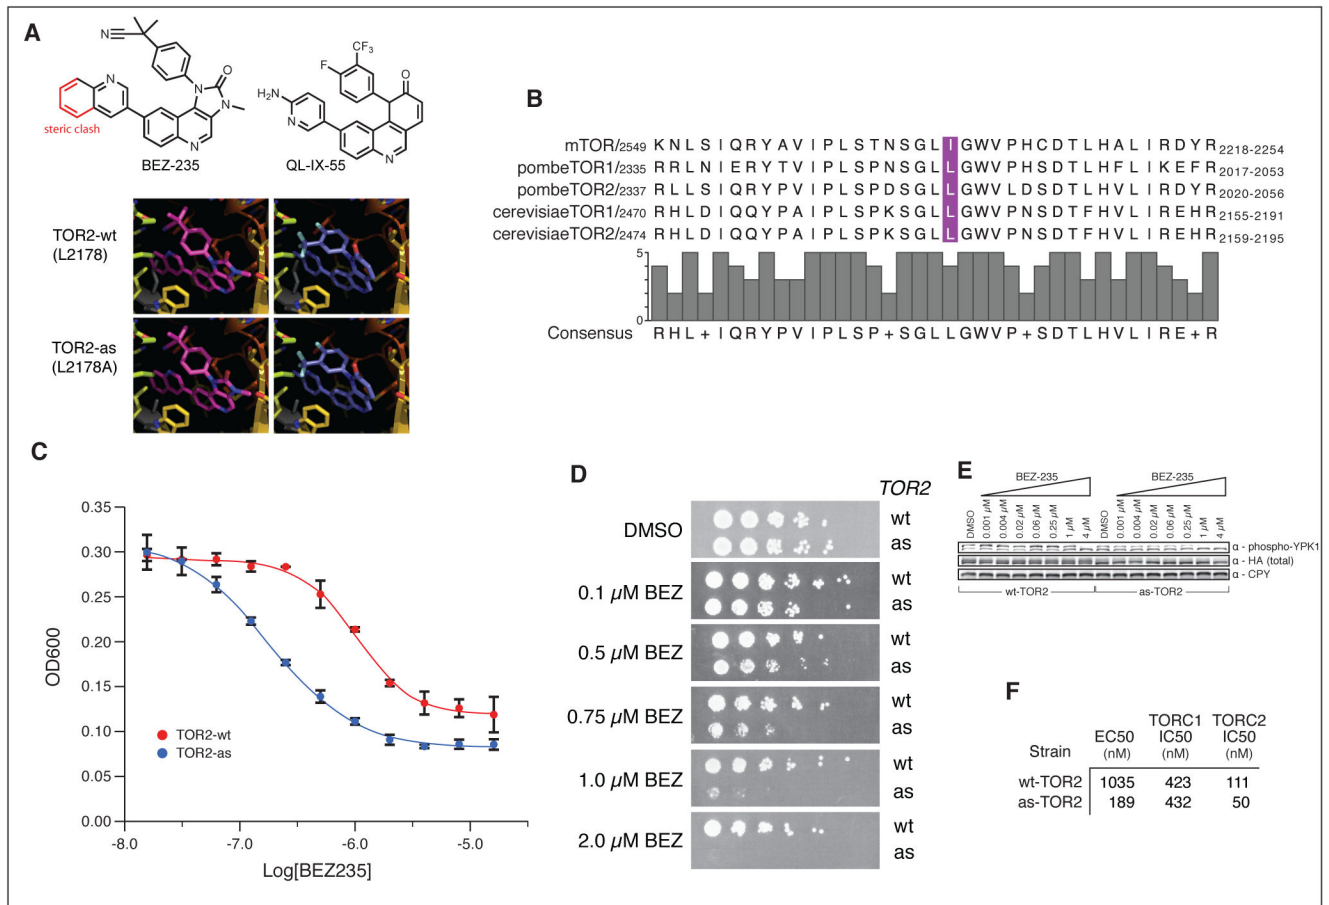 A
N
CF3
F
O
O
H2N
N
N
N
N
N
N
steric clash
BEZ-235
QL-IX-55
TOR2-wt
(L2178)
TOR2-as
(L2178A)
B
mTOR/2549 K N L S I Q R Y A V I P L S T N S G L I G W V P H C D T L H A L I R D Y R 2218-2254
pombeTOR1/2335 R R L N I E R Y T V I P L S P N S G L L G W V P H S D T L H F L I K E F R 2017-2053
pombeTOR2/2337 R L L S I Q R Y S V I P L S P D S G L L G W V L D S D T L H V L I R D Y R 2020-2056
cerevisiaeTOR1/2470 R H L D I Q Q Y P A I P L S P K S G L L G W V P N S D T F H V L I R E H R 2155-2191
cerevisiaeTOR2/2474 R H L D I Q Q Y P A I P L S P K S G L L G W V P N S D T F H V L I R E H R 2159-2195
5
0
Consensus R H L + I Q R Y P V I P L S P + S G L L G W V P + S D T L H V L I R E + R
C
OD600
0.35
0.30
0.25
0.20
0.15
0.10
0.05
0.00
TOR2-wt
TOR2-as
-8.0 -7.0 -6.0 -5.0
Log[BEZ235]
D
TOR2
DMSO
wt
as
0.1 µM BEZ
wt
as
0.5 µM BEZ
wt
as
0.75 µM BEZ
wt
as
1.0 µM BEZ
wt
as
2.0 µM BEZ
wt
as
E
BEZ-235 BEZ-235
DMSO 0.001 µM 0.004 µM 0.02 µM 0.06 µM 0.25 µM 1 µM 4 µM DMSO 0.001 µM 0.004 µM 0.02 µM 0.06 µM 0.25 µM 1 µM 4 µM
α - phospho-YPK1
α - HA (total)
α - CPY
wt-TOR2 as-TOR2
F
Strain EC50 (nM) TORC1 IC50 (nM) TORC2 IC50 (nM)
wt-TOR2 1035 423 111
as-TOR2 189 432 50